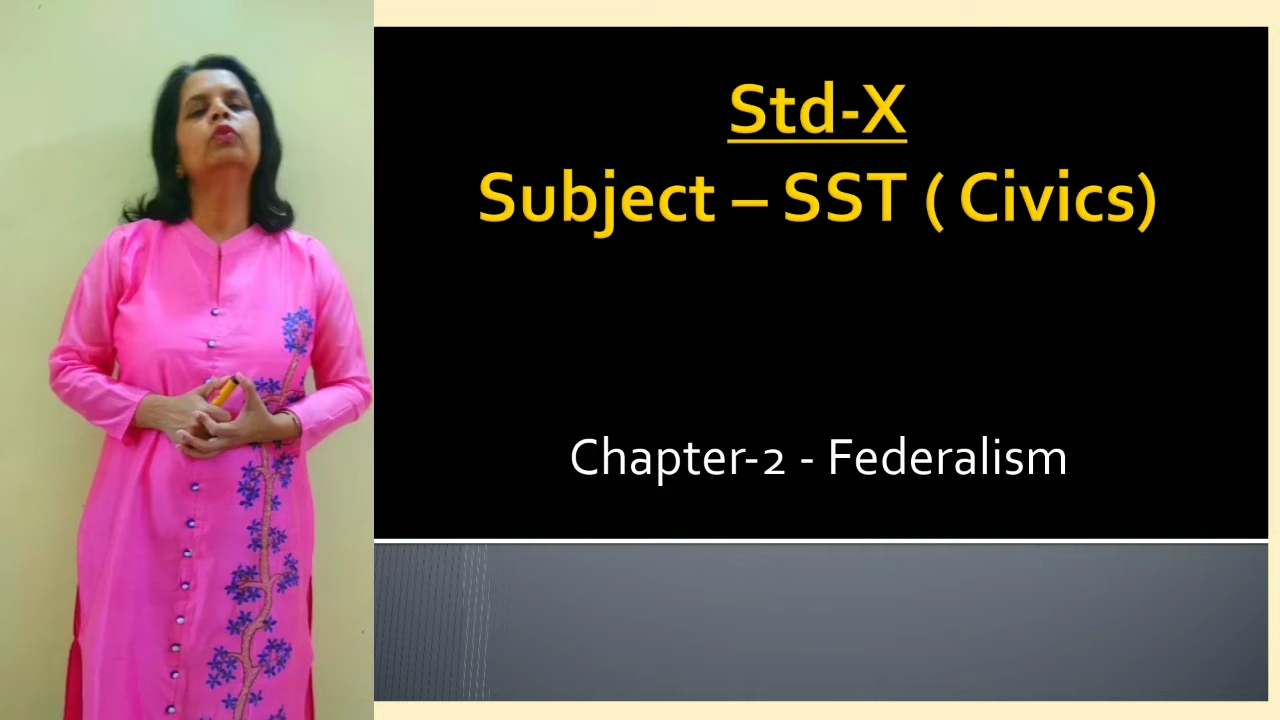 Std-X
Subject – SST ( Civics)
Chapter-2 - Federalism